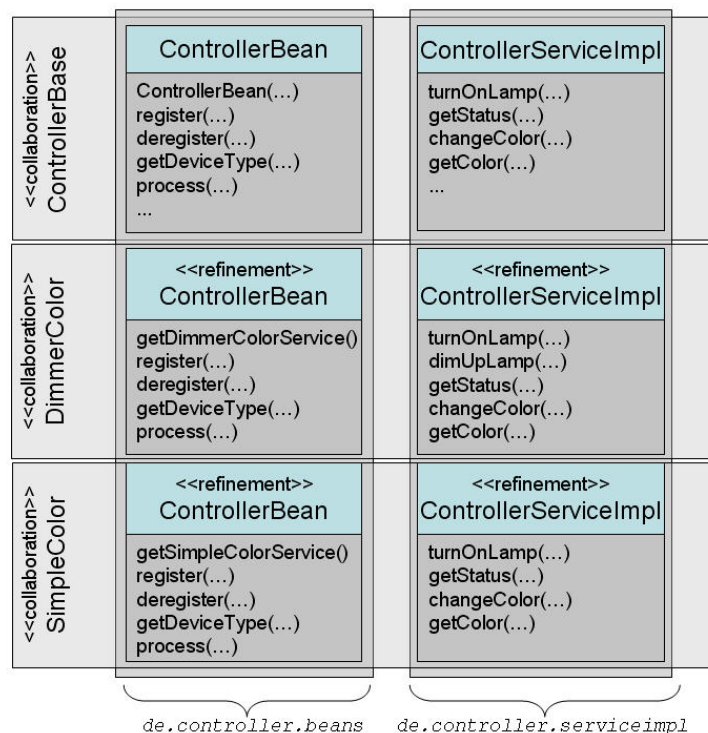 <<collaboration>>
ControllerBase
ControllerBean
ControllerBean(...)
register(...)
deregister(...)
getDeviceType(...)
process(...)
...
ControllerServiceImpl
turnOnLamp(...)
getStatus(...)
changeColor(...)
getColor(...)
...
<<collaboration>>
DimmerColor
<<refinement>>
ControllerBean
getDimmerColorService()
register(...)
deregister(...)
getDeviceType(...)
process(...)
<<refinement>>
ControllerServiceImpl
turnOnLamp(...)
dimUpLamp(...)
getStatus(...)
changeColor(...)
getColor(...)
<<collaboration>>
SimpleColor
<<refinement>>
ControllerBean
getSimpleColorService()
register(...)
deregister(...)
getDeviceType(...)
process(...)
<<refinement>>
ControllerServiceImpl
turnOnLamp(...)
getStatus(...)
changeColor(...)
getColor(...)
de.controller.beans
de.controller.serviceimpl